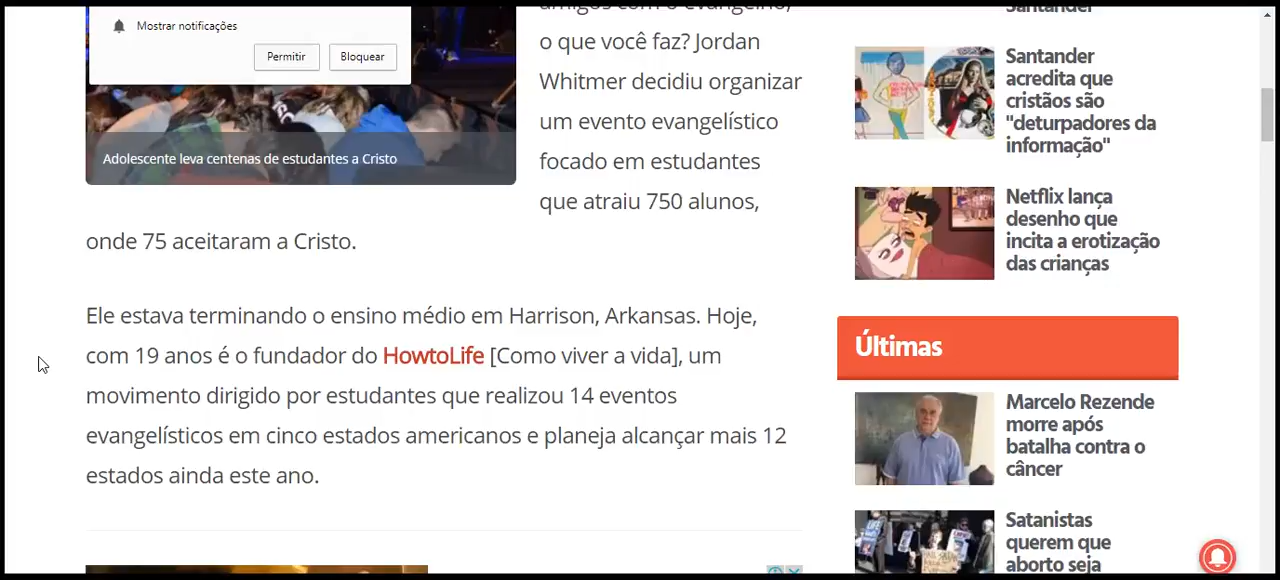 Mostrar notificações
Permitir
Bloquear
Adolescente leva centenas de estudantes a Cristo
amigos com o evangelho,
o que você faz? Jordan
Whitmer decidiu organizar
um evento evangelístico
focado em estudantes
que atraiu 750 alunos,
onde 75 aceitaram a Cristo.
Ele estava terminando o ensino médio em Harrison, Arkansas. Hoje,
com 19 anos é o fundador do HowtoLife [Como viver a vida], um
movimento dirigido por estudantes que realizou 14 eventos
evangelísticos em cinco estados americanos e planeja alcançar mais 12
estados ainda este ano.
Santander
Santander
acredita que
cristãos são
"deturpadores da
informação"
Netflix lança
desenho que
incita a erotização
das crianças
Últimas
Marcelo Rezende
morre após
batalha contra o
câncer
Satanistas
querem que
aborto seja